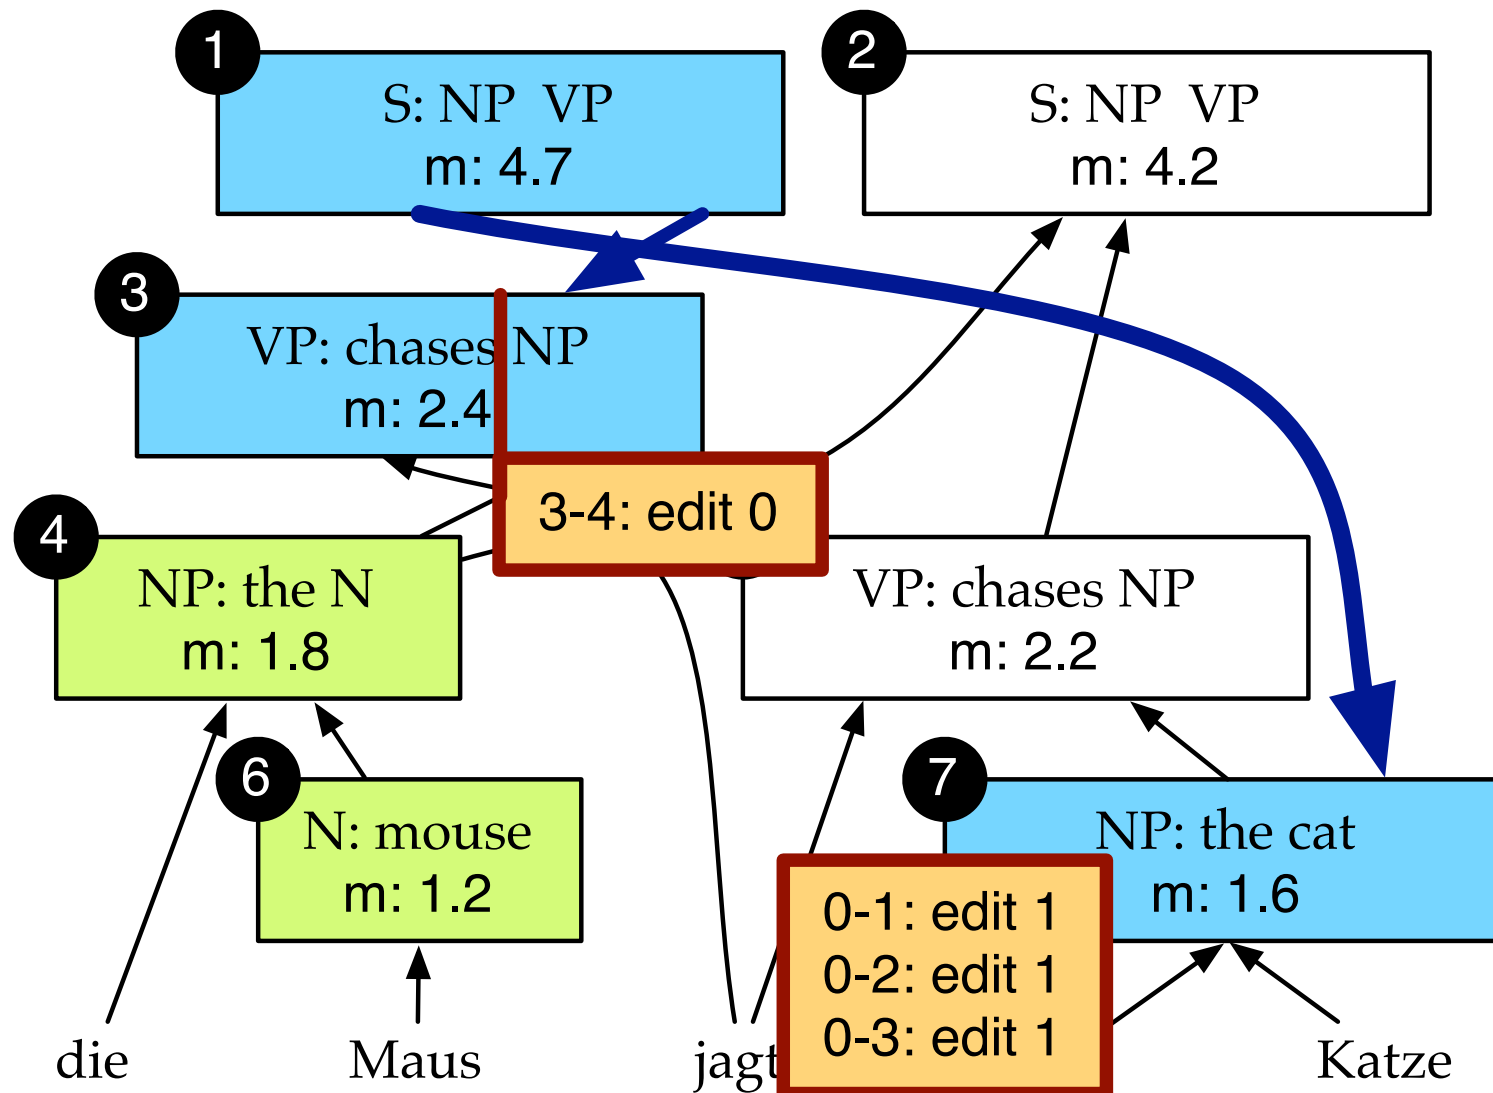 1
S: NP VP
m: 4.7
2
S: NP VP
m: 4.2
3
VP: chases NP
m: 2.4
3-4: edit 0
4
NP: the N
m: 1.8
VP: chases NP
m: 2.2
6
N: mouse
m: 1.2
7
NP: the cat
m: 1.6
0-1: edit 1
0-2: edit 1
0-3: edit 1
die
Maus
jagt
Katze